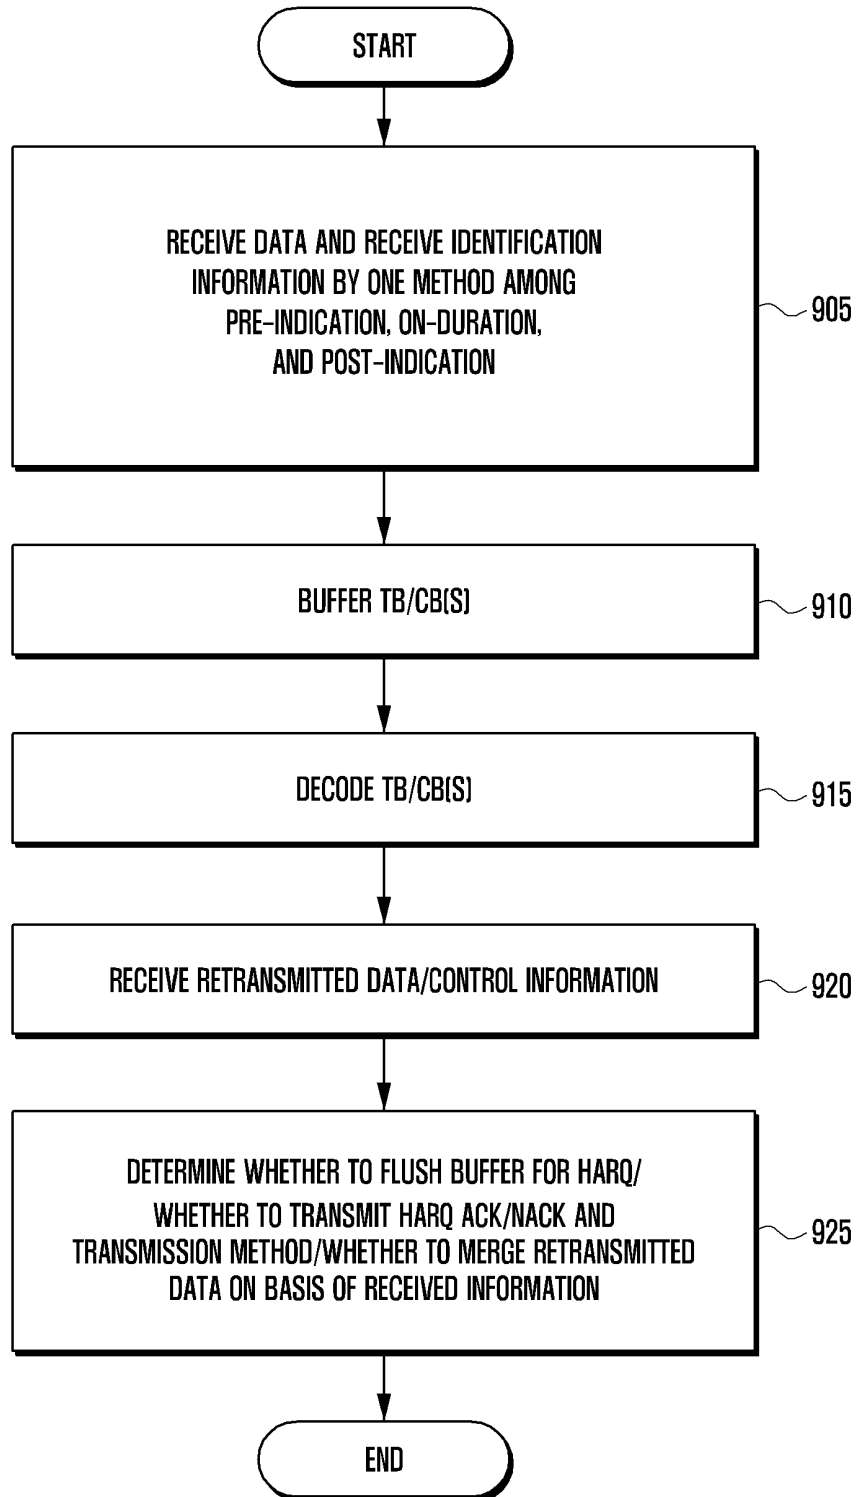 START
RECEIVE DATA AND RECEIVE IDENTIFICATION
INFORMATION BY ONE METHOD AMONG
PRE-INDICATION, ON-DURATION,
AND POST-INDICATION
905
BUFFER TB/CB(S)
910
DECODE TB/CB(S)
915
RECEIVE RETRANSMITTED DATA/CONTROL INFORMATION
920
DETERMINE WHETHER TO FLUSH BUFFER FOR HARQ/
WHETHER TO TRANSMIT HARQ ACK/NACK AND
TRANSMISSION METHOD/WHETHER TO MERGE RETRANSMITTED
DATA ON BASIS OF RECEIVED INFORMATION
925
END